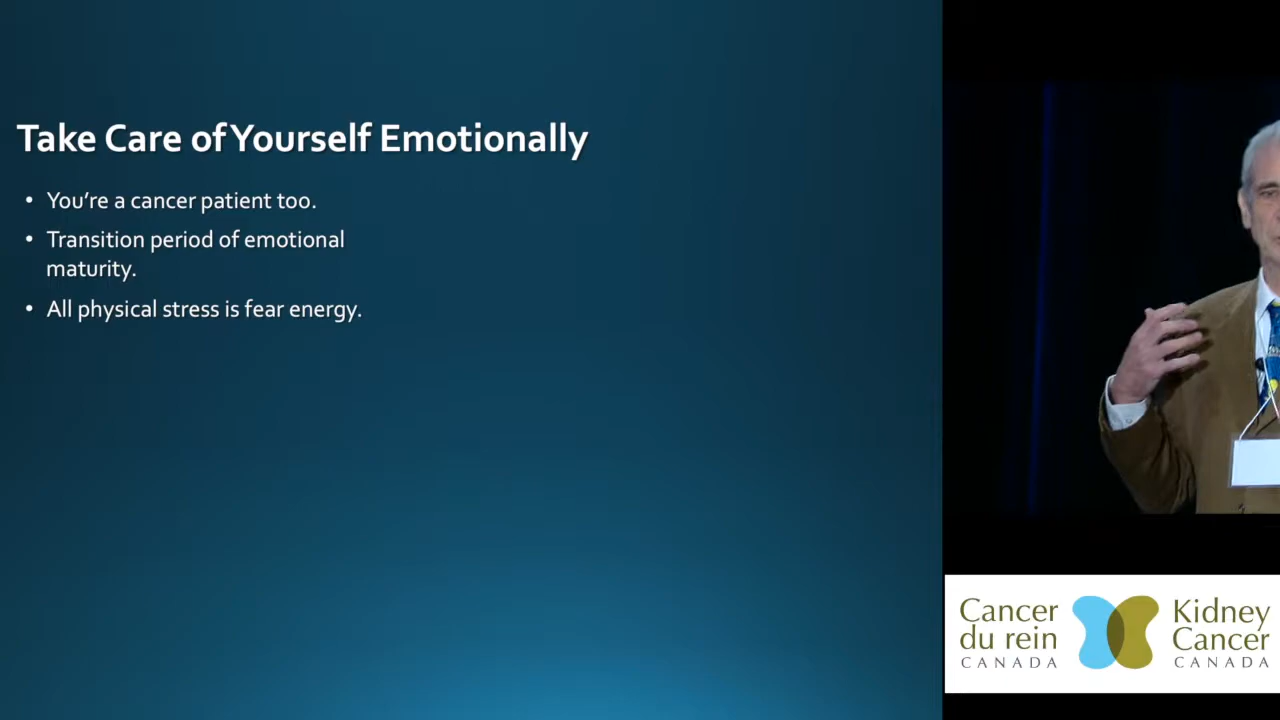 Take Care of Yourself Emotionally
• You're a cancer patient too.
• Transition period of emotional
maturity.
• All physical stress is fear energy.
Cancer
du rein
CANADA
Kidney
Cancer
CANADA